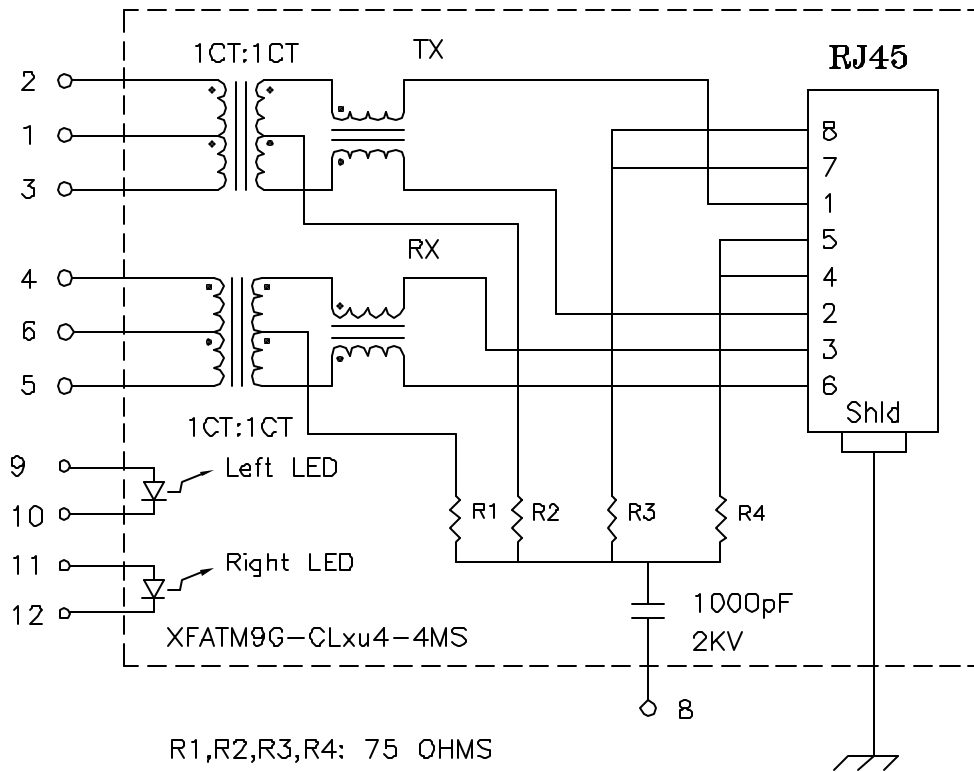 1CT:1CT
TX
RJ45
2
1
3
8
7
1
5
4
2
3
6
RX
4
6
5
Shld
1CT:1CT
9
Left LED
10
R1
R2
R3
R4
11
Right LED
12
1000pF
2KV
XFATM9G-CLxu4-4MS
8
R1,R2,R3,R4: 75 OHMS